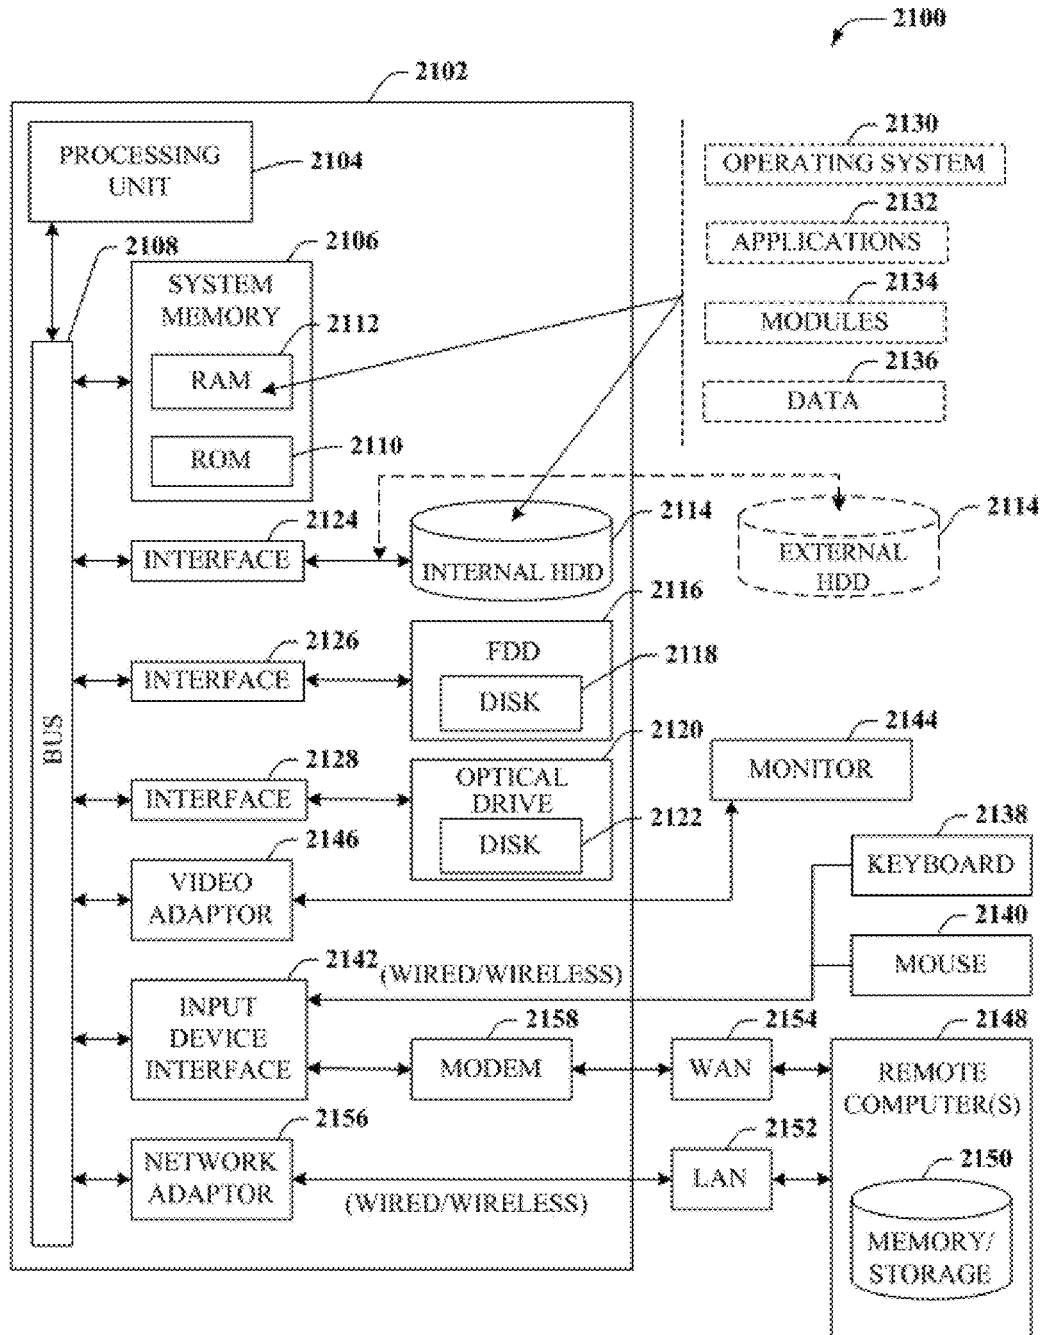 2100
2102
PROCESSING
UNIT
2104
2130
OPERATING SYSTEM
2132
APPLICATIONS
2134
MODULES
2136
DATA
2108
2106
SYSTEM
MEMORY
2112
RAM
2110
ROM
BUS
2124
INTERFACE
2114
INTERNAL HDD
2114
EXTERNAL
HDD
2126
INTERFACE
2116
FDD
2118
DISK
2128
INTERFACE
2120
OPTICAL
DRIVE
2122
DISK
2144
MONITOR
2146
VIDEO
ADAPTOR
2138
KEYBOARD
2140
MOUSE
2142
INPUT
DEVICE
INTERFACE
(WIRED/WIRELESS)
2158
MODEM
2154
WAN
2148
REMOTE
COMPUTER(S)
2156
NETWORK
ADAPTOR
(WIRED/WIRELESS)
2152
LAN
2150
MEMORY/
STORAGE